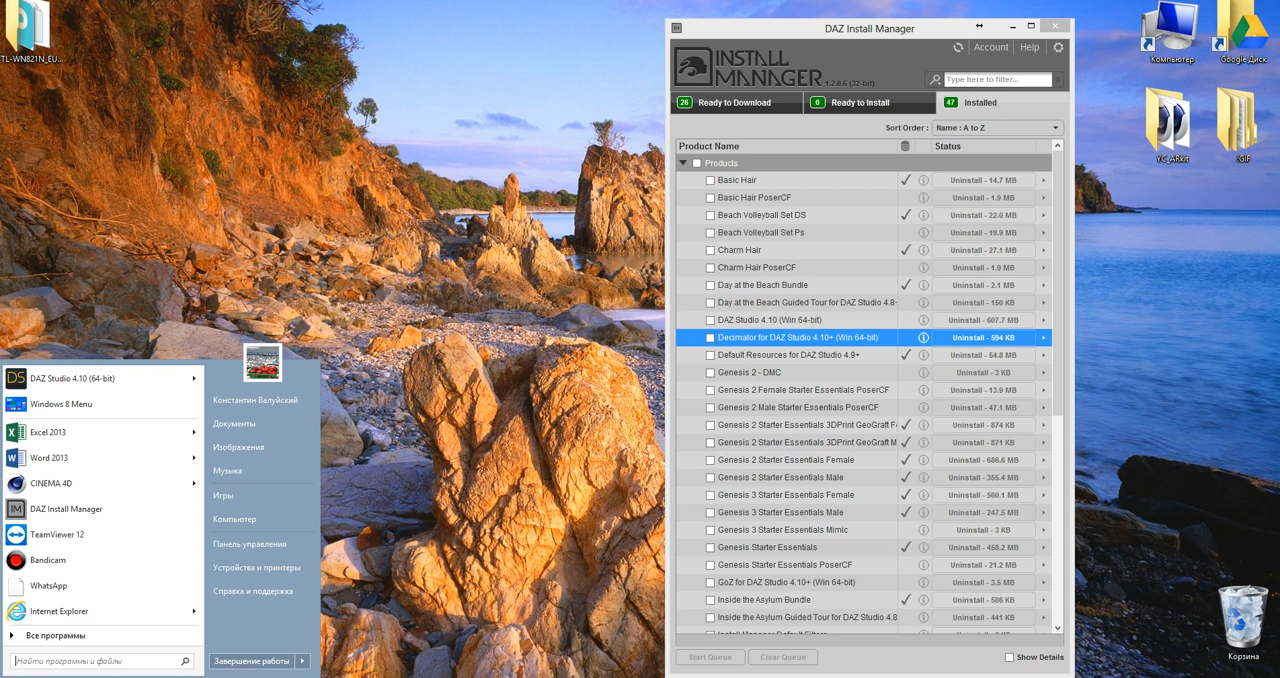 TL-WN821N_EU...
Компьютер
Google Диск
YC_ARkit
.GIF
Корзина
DAZ Install Manager
INSTALL
MANAGER 1.2.0.6 (32-bit)
Account
Help
Type here to filter...
26 Ready to Download
0 Ready to Install
47 Installed
Sort Order : Name : A to Z
Product Name Status
Products
Basic Hair Uninstall - 14.7 MB
Basic Hair PoserCF Uninstall - 1.9 MB
Beach Volleyball Set DS Uninstall - 22.0 MB
Beach Volleyball Set Ps Uninstall - 19.9 MB
Charm Hair Uninstall - 27.1 MB
Charm Hair PoserCF Uninstall - 1.9 MB
Day at the Beach Bundle Uninstall - 2.1 MB
Day at the Beach Guided Tour for DAZ Studio 4.8+ Uninstall - 150 KB
DAZ Studio 4.10 (Win 64-bit) Uninstall - 607.7 MB
Decimator for DAZ Studio 4.10+ (Win 64-bit) Uninstall - 594 KB
Default Resources for DAZ Studio 4.9+ Uninstall - 54.8 MB
Genesis 2 - DMC Uninstall - 3 KB
Genesis 2 Female Starter Essentials PoserCF Uninstall - 13.9 MB
Genesis 2 Male Starter Essentials PoserCF Uninstall - 47.1 MB
Genesis 2 Starter Essentials 3DPrint GeoGraft F Uninstall - 874 KB
Genesis 2 Starter Essentials 3DPrint GeoGraft M Uninstall - 871 KB
Genesis 2 Starter Essentials Female Uninstall - 686.6 MB
Genesis 2 Starter Essentials Male Uninstall - 355.4 MB
Genesis 3 Starter Essentials Female Uninstall - 560.1 MB
Genesis 3 Starter Essentials Male Uninstall - 247.5 MB
Genesis 3 Starter Essentials Mimic Uninstall - 3 KB
Genesis Starter Essentials Uninstall - 458.2 MB
Genesis Starter Essentials PoserCF Uninstall - 21.2 MB
GoZ for DAZ Studio 4.10+ (Win 64-bit) Uninstall - 3.5 MB
Inside the Asylum Bundle Uninstall - 586 KB
Inside the Asylum Guided Tour for DAZ Studio 4.8 Uninstall - 441 KB
Install Manager Default Filters
Start Queue
Clear Queue
Show Details
DAZ Studio 4.10 (64-bit)
Windows 8 Menu
Excel 2013
Word 2013
CINEMA 4D
DAZ Install Manager
TeamViewer 12
Bandicam
WhatsApp
Internet Explorer
Все программы
Найти программы и файлы
Константин Валуйский
Документы
Изображения
Музыка
Игры
Компьютер
Панель управления
Устройства и принтеры
Справка и поддержка
Завершение работы